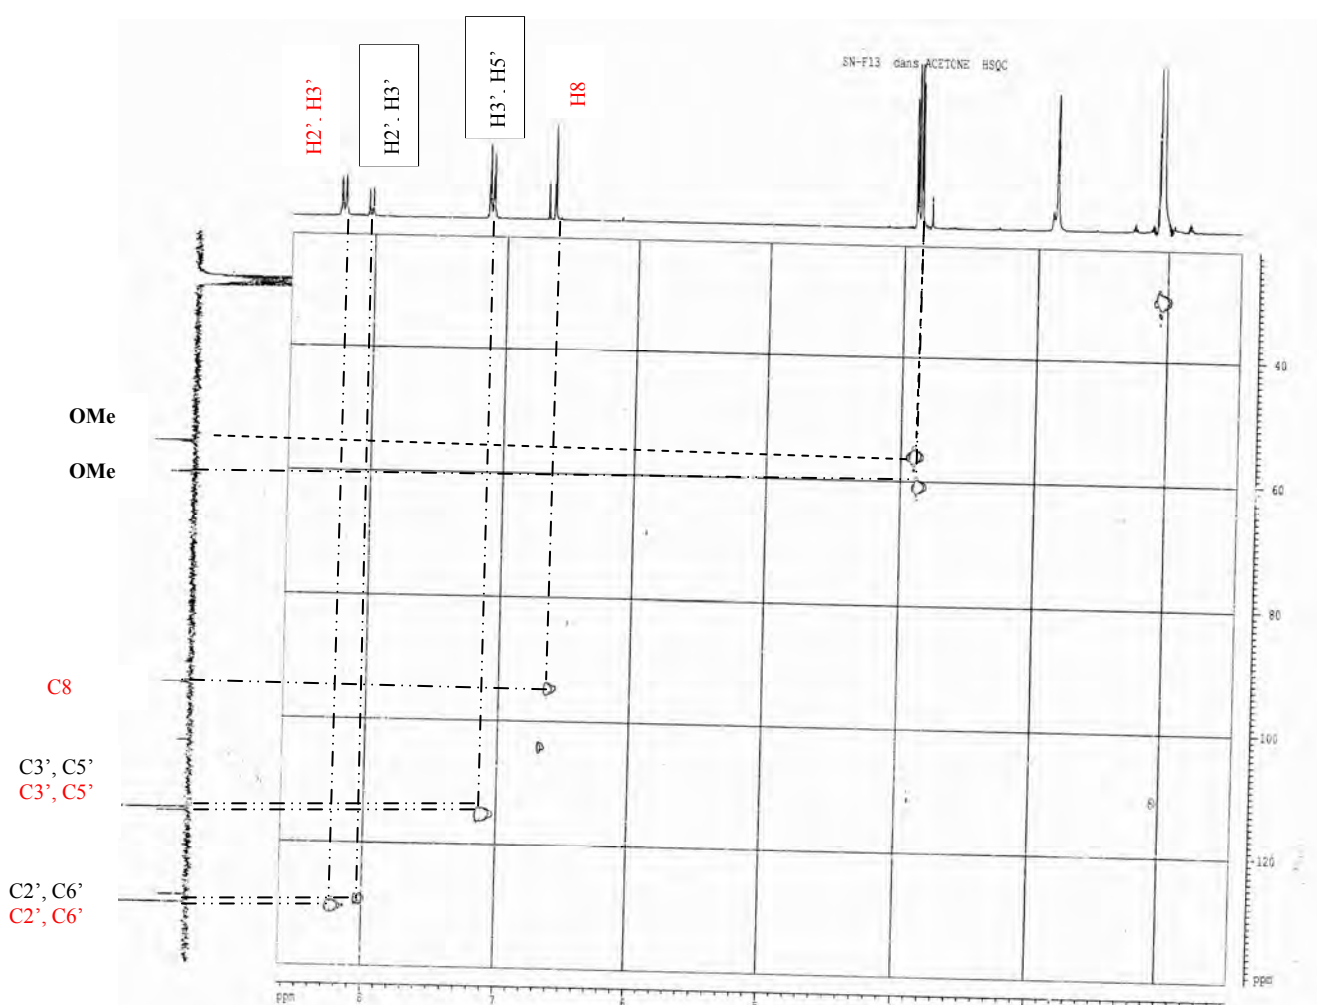 SN-F13 dans ACETONE HSQC
H2’. H3’
H2’. H3’
H3’. H5’
H8
OMe
OMe
C8
C3’, C5’
C3’, C5’
C2’, C6’
C2’, C6’
40
60
80
100
120
ppm
ppm
8
7